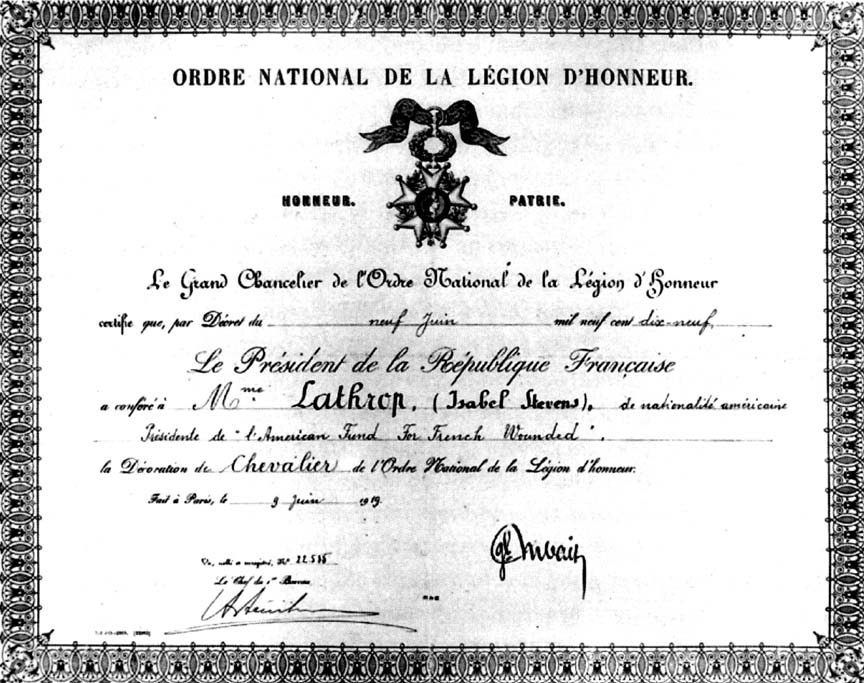 ORDRE NATIONAL DE LA LÉGION D'HONNEUR.
HONNEUR. PATRIE.
Le Grand Chancelier de l'Ordre National de la Légion d'Honneur
certifie que, par Décret du neuf Juin mil neuf cent dix-neuf,
Le Président de la République Française
a conféré à Mme Lathrop, (Isabel Stevens), de nationalité américaine
Présidente de "l'American Fund For French Wounded",
la Décoration de Chevalier de l'Ordre National de la Légion d'honneur.
Fait à Paris, le 9 Juin 1919.
Vu, scellé et enregistré, No 22.515
Le Chef du 1er Bureau